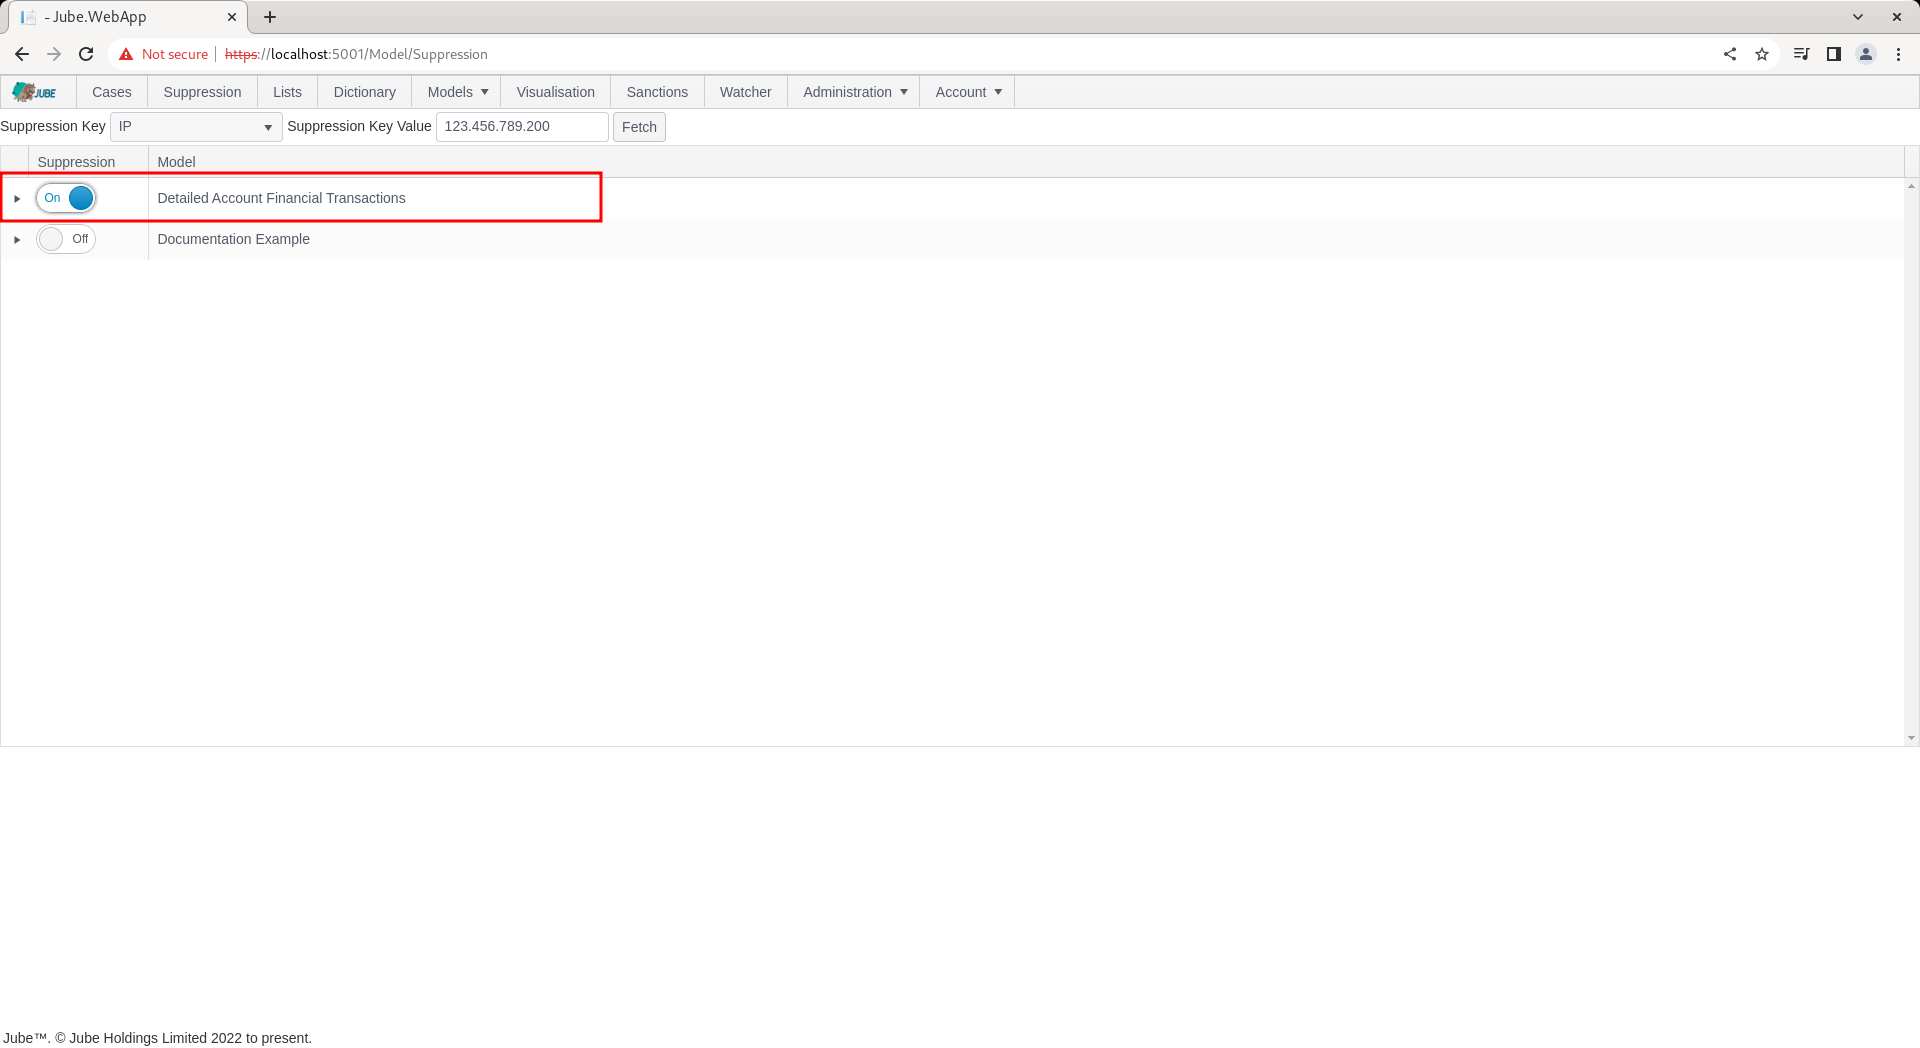 - Jube.WebApp
Not secure https://localhost:5001/Model/Suppression
JUBE Cases Suppression Lists Dictionary Models Visualisation Sanctions Watcher Administration Account
Suppression Key IP Suppression Key Value 123.456.789.200 Fetch
Suppression Model
On Detailed Account Financial Transactions
Off Documentation Example
Jube™. © Jube Holdings Limited 2022 to present.